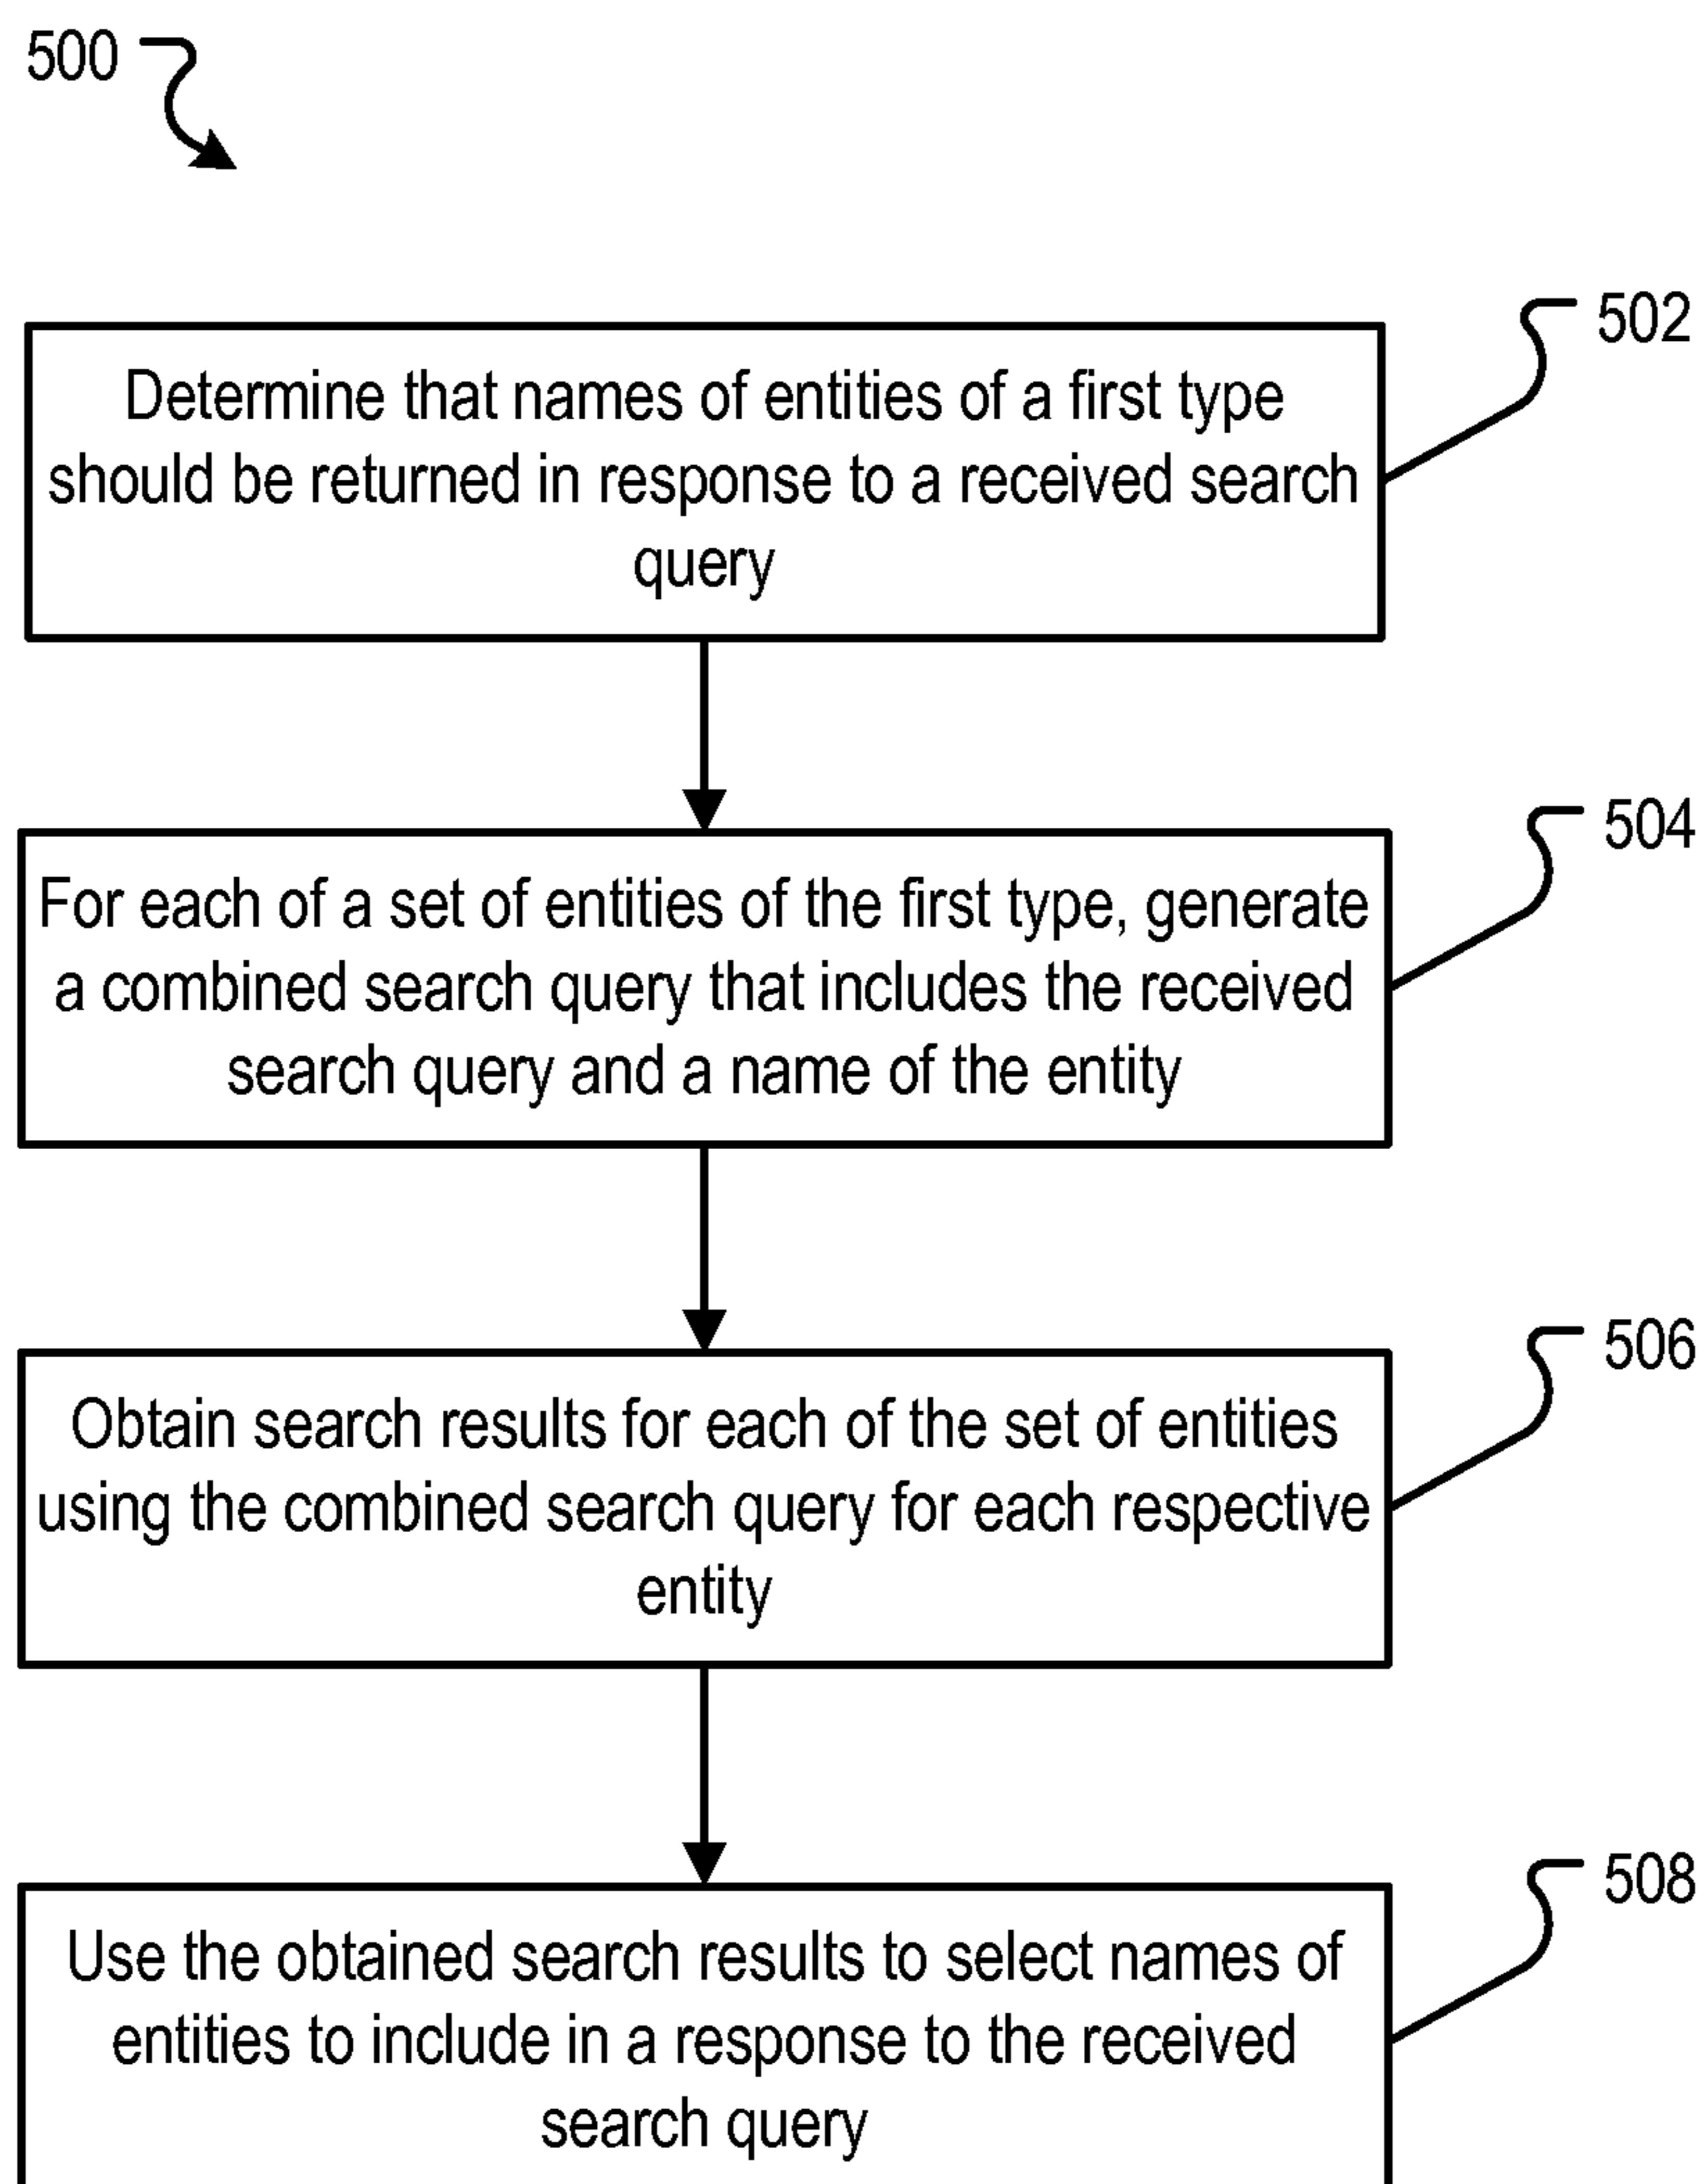 500
502
Determine that names of entities of a first type
should be returned in response to a received search
query
504
For each of a set of entities of the first type, generate
a combined search query that includes the received
search query and a name of the entity
506
Obtain search results for each of the set of entities
using the combined search query for each respective
entity
508
Use the obtained search results to select names of
entities to include in a response to the received
search query